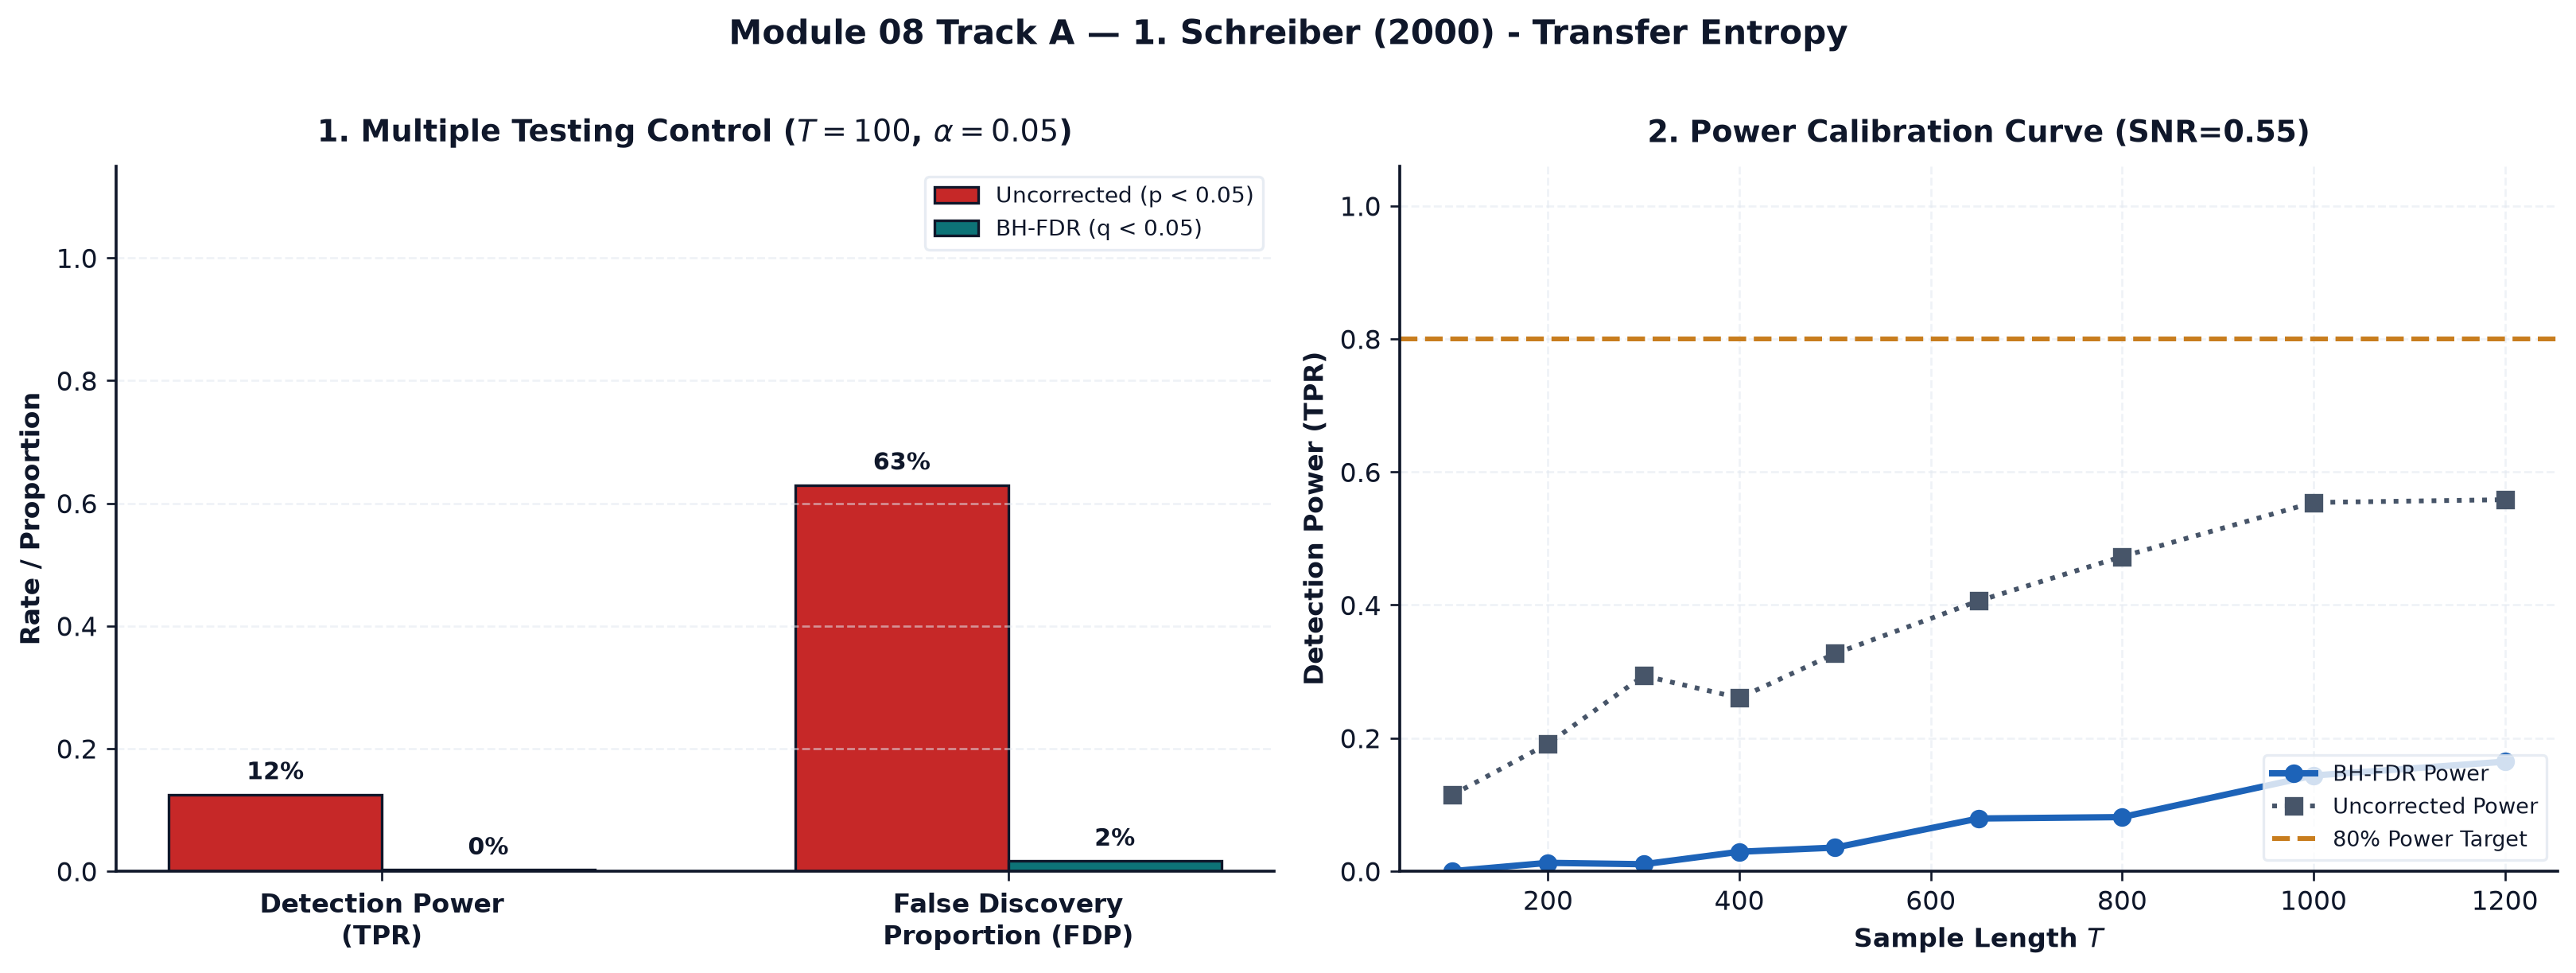 Module 08 Track A — 1. Schreiber (2000) - Transfer Entropy
1. Multiple Testing Control (T = 100, α = 0.05)
Uncorrected (p < 0.05)
BH-FDR (q < 0.05)
Rate / Proportion
1.0
0.8
0.6
0.4
0.2
0.0
12%
0%
63%
2%
Detection Power
(TPR)
False Discovery
Proportion (FDP)
2. Power Calibration Curve (SNR=0.55)
Detection Power (TPR)
1.0
0.8
0.6
0.4
0.2
0.0
BH-FDR Power
Uncorrected Power
80% Power Target
200
400
600
800
1000
1200
Sample Length T